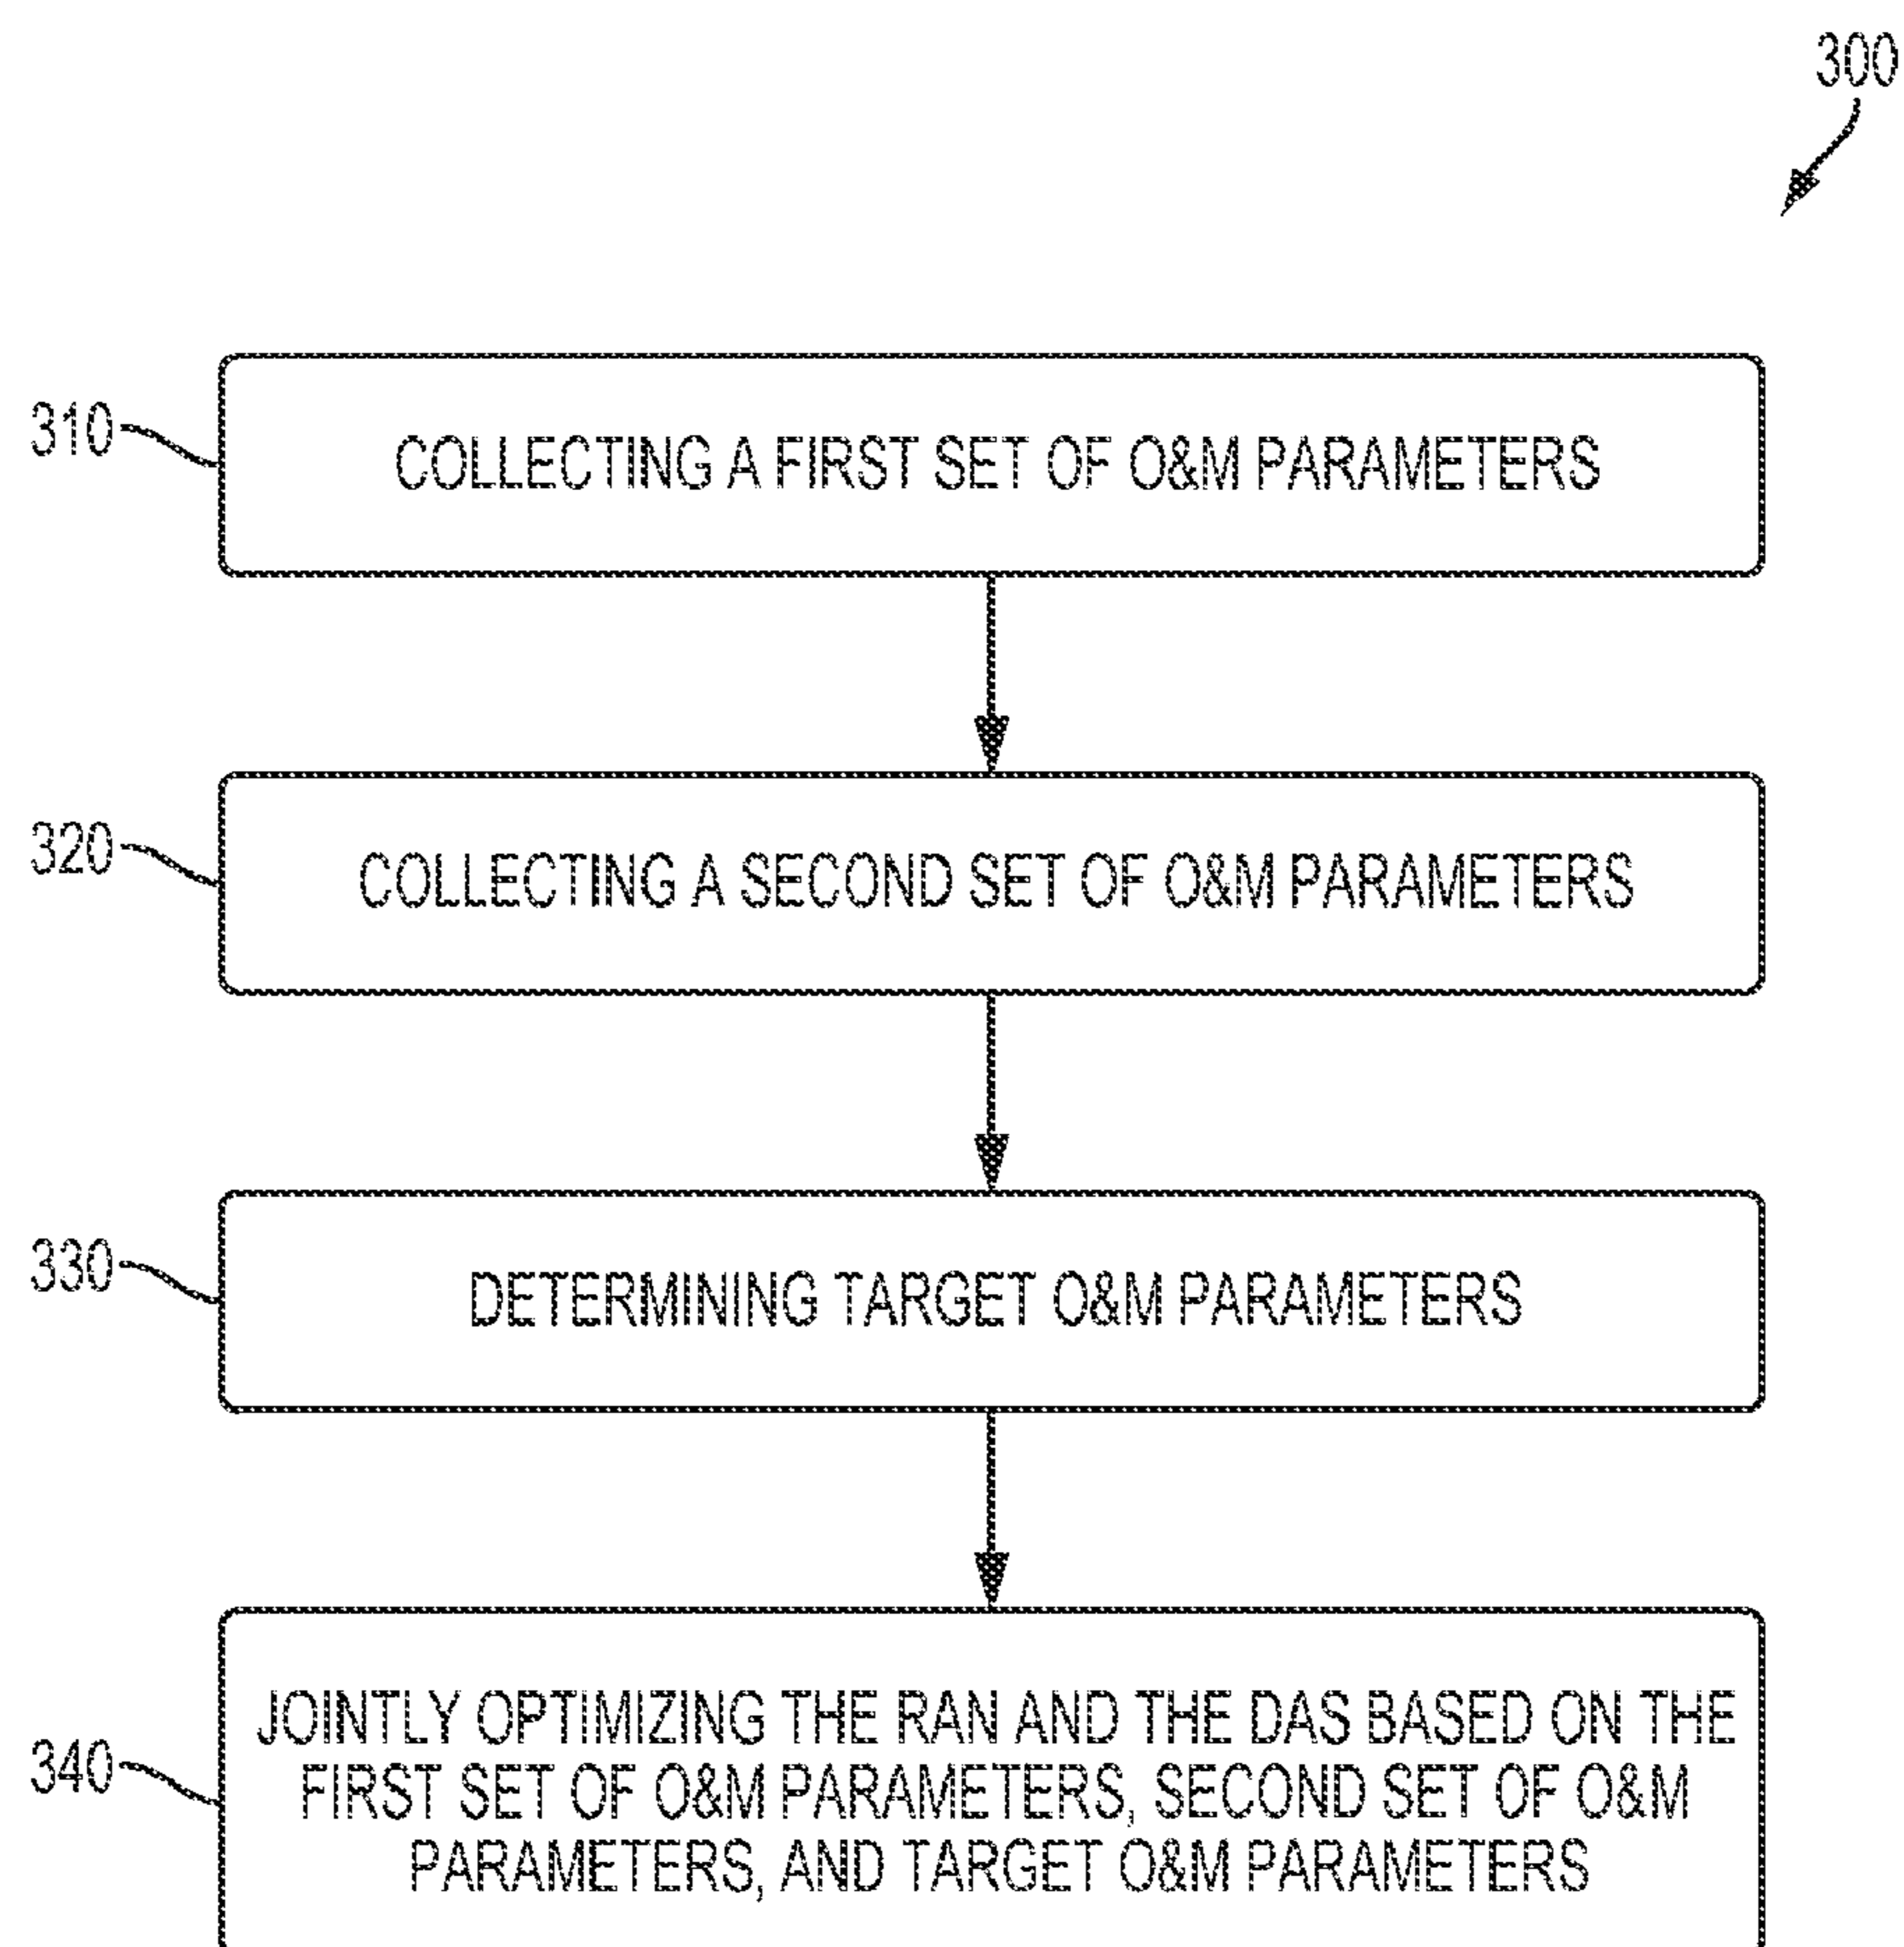 300
310
COLLECTING A FIRST SET OF O&M PARAMETERS
320
COLLECTING A SECOND SET OF O&M PARAMETERS
330
DETERMINING TARGET O&M PARAMETERS
340
JOINTLY OPTIMIZING THE RAN AND THE DAS BASED ON THE
FIRST SET OF O&M PARAMETERS, SECOND SET OF O&M
PARAMETERS, AND TARGET O&M PARAMETERS